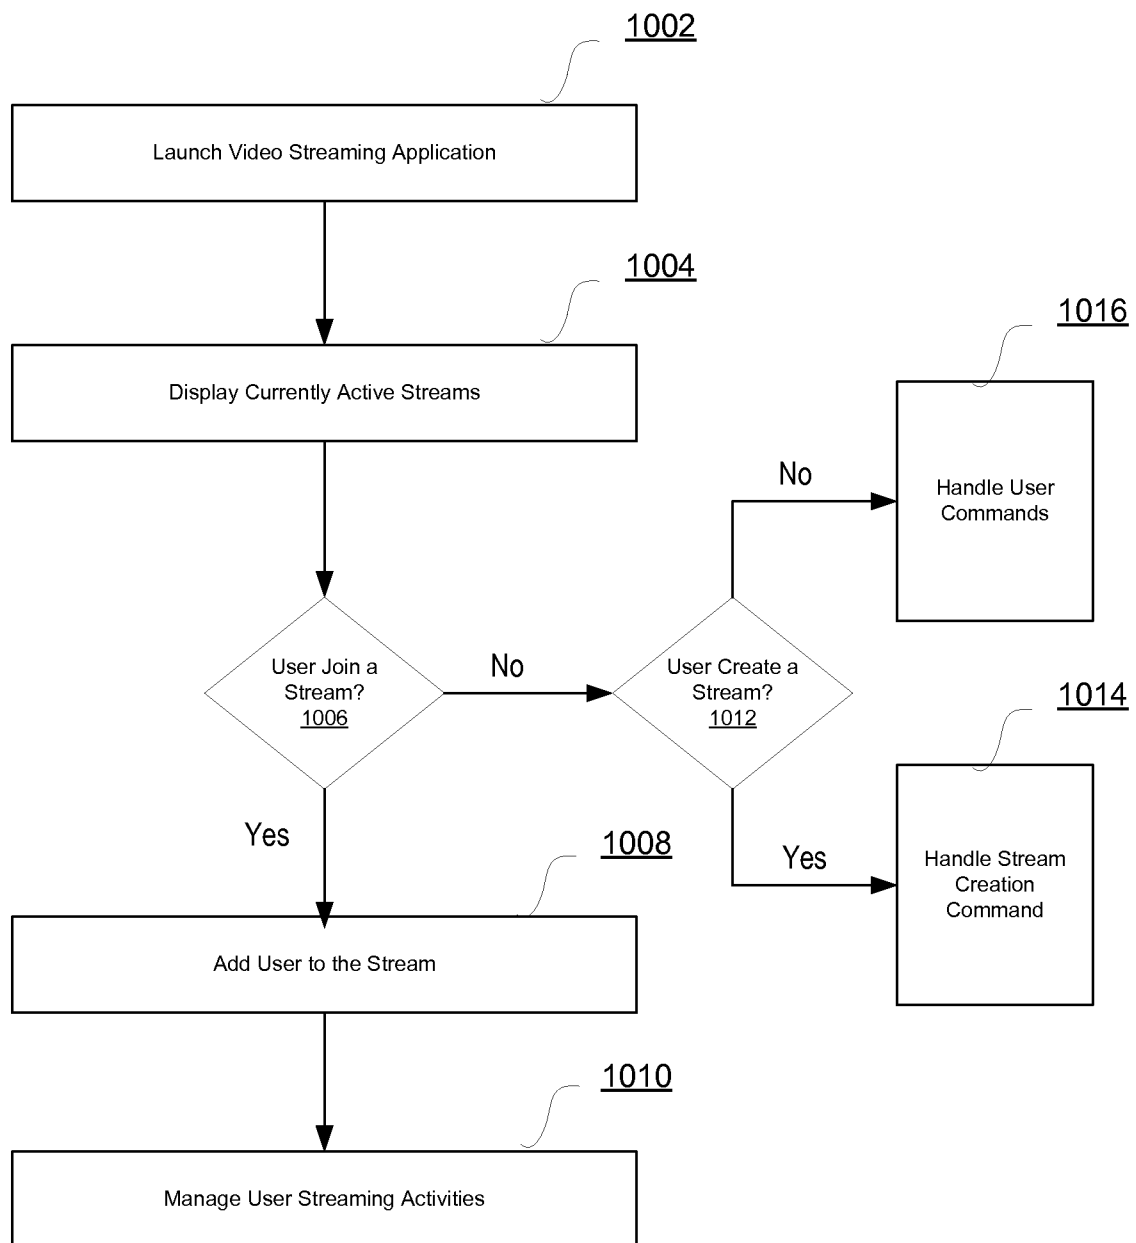 1002
Launch Video Streaming Application
1004
Display Currently Active Streams
1016
Handle User
Commands
No
User Join a
Stream?
1006
No
User Create a
Stream?
1012
1014
Yes
Handle Stream
Creation
Command
Yes
1008
Add User to the Stream
1010
Manage User Streaming Activities